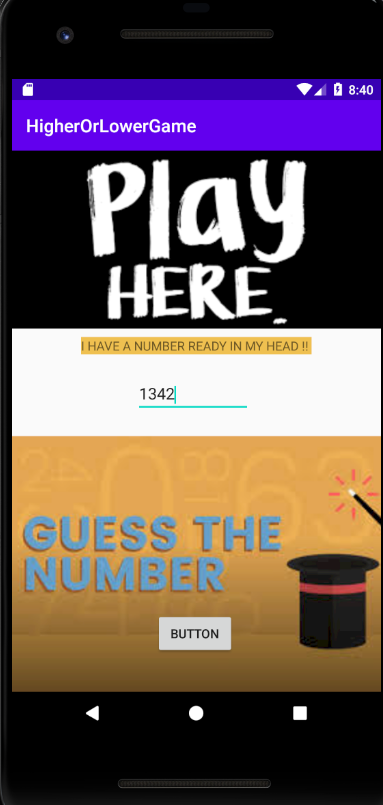 8:40
HigherOrLowerGame
Play
HERE.
I HAVE A NUMBER READY IN MY HEAD !!
1342
GUESS THE
NUMBER
BUTTON